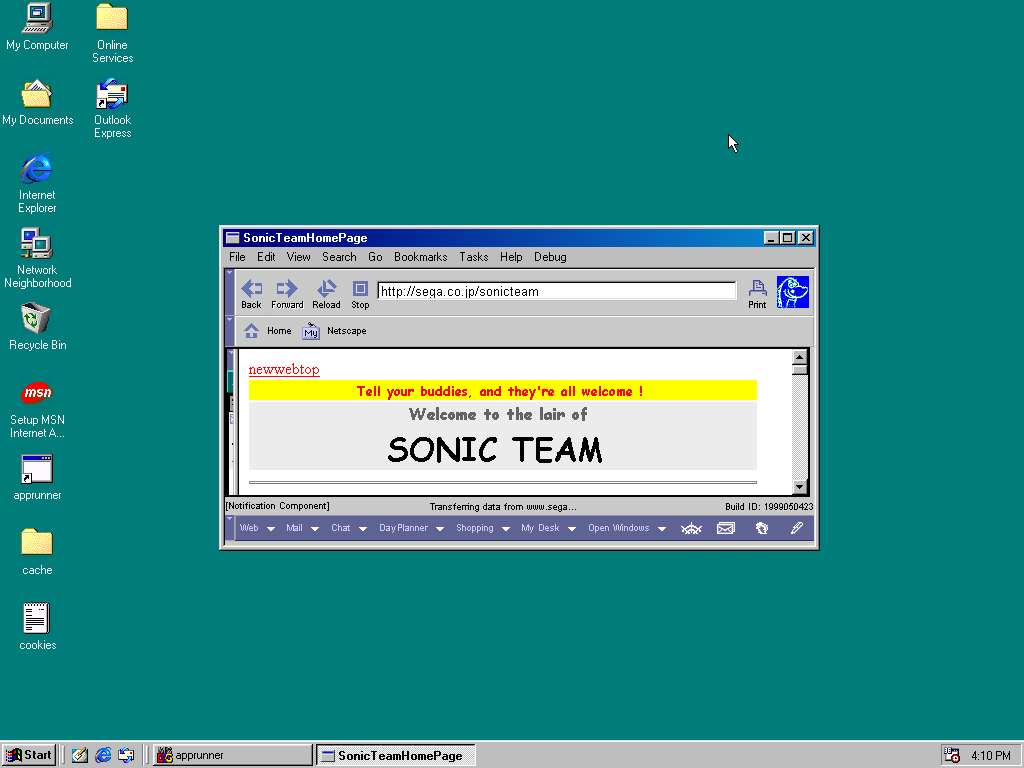 My Computer
Online
Services
My Documents
Outlook
Express
Internet
Explorer
Network
Neighborhood
Recycle Bin
msn
Setup MSN
Internet A...
apprunner
cache
cookies
SonicTeamHomePage
File Edit View Search Go Bookmarks Tasks Help Debug
Back Forward Reload Stop http://sega.co.jp/sonicteam Print
Home My Netscape
newwebtop
Tell your buddies, and they're all welcome !
Welcome to the lair of
SONIC TEAM
[Notification Component] Transferring data from www.sega... Build ID: 1999050423
Web Mail Chat DayPlanner Shopping My Desk Open Windows
Start apprunner SonicTeamHomePage 4:10 PM